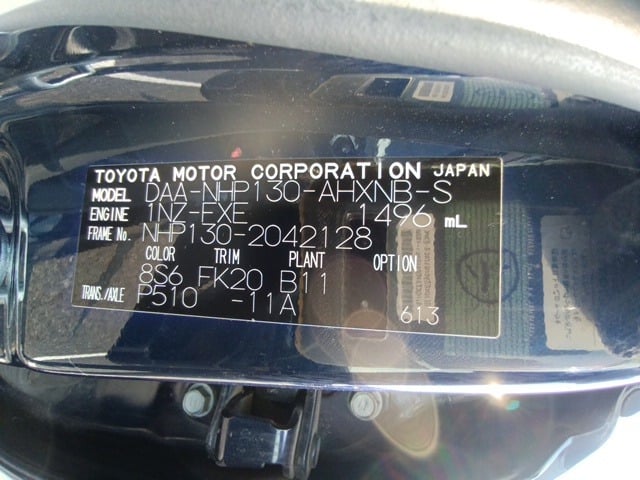 TOYOTA MOTOR CORPORATION JAPAN
MODEL DAA-NHP130-AHXNB-S
ENGINE 1NZ-FXE 1496 mL
FRAME No. NHP130-2042128
COLOR TRIM PLANT OPTION
8S6 FK20 B11
TRANS./AXLE P510 -11A
613